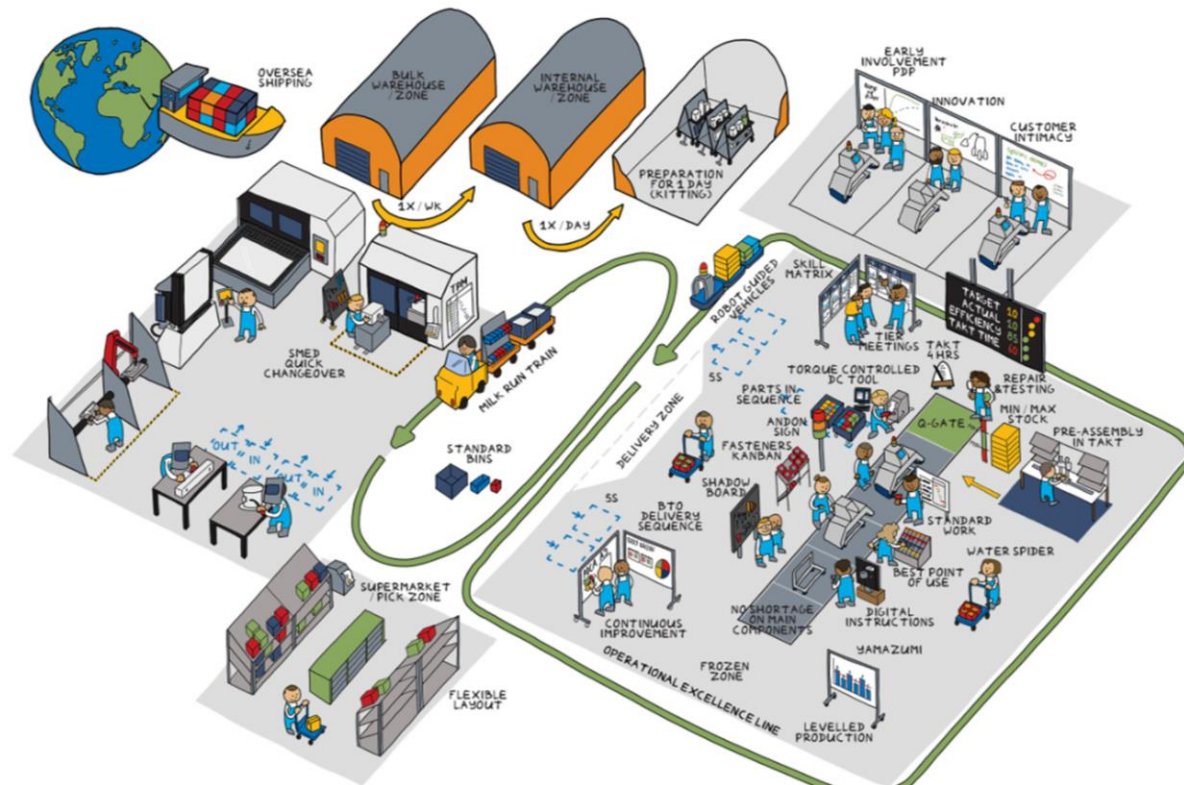 OVERSEA
SHIPPING
BULK
WAREHOUSE
/ZONE
INTERNAL
WAREHOUSE
/ZONE
PREPARATION
FOR 1 DAY
(KITTING)
1X/WK
1X/DAY
EARLY
INVOLVEMENT
PDP
INNOVATION
CUSTOMER
INTIMACY
TPM
SMED
QUICK
CHANGEOVER
MILK RUN TRAIN
ROBOT GUIDED
VEHICLES
SKILL
MATRIX
TIER
MEETINGS
TARGET 10
ACTUAL 10
EFFICIENCY 85
TAKT TIME 60
TAKT
4 HRS
REPAIR
& TESTING
TORQUE CONTROLLED
DC TOOL
5S
PARTS IN
SEQUENCE
ANDON
SIGN
Q-GATE
MIN/MAX
STOCK
PRE-ASSEMBLY
IN TAKT
DELIVERY ZONE
FASTENERS
KANBAN
OUT
IN
OUT
IN
STANDARD
BINS
SHADOW
BOARD
5S
BTO
DELIVERY
SEQUENCE
STANDARD
WORK
WATER SPIDER
BEST POINT
OF USE
SUPERMARKET
/PICK ZONE
CONTINUOUS
IMPROVEMENT
NO SHORTAGE
ON MAIN
COMPONENTS
DIGITAL
INSTRUCTIONS
OPERATIONAL EXCELLENCE LINE
FROZEN
ZONE
YAMAZUMI
FLEXIBLE
LAYOUT
LEVELLED
PRODUCTION